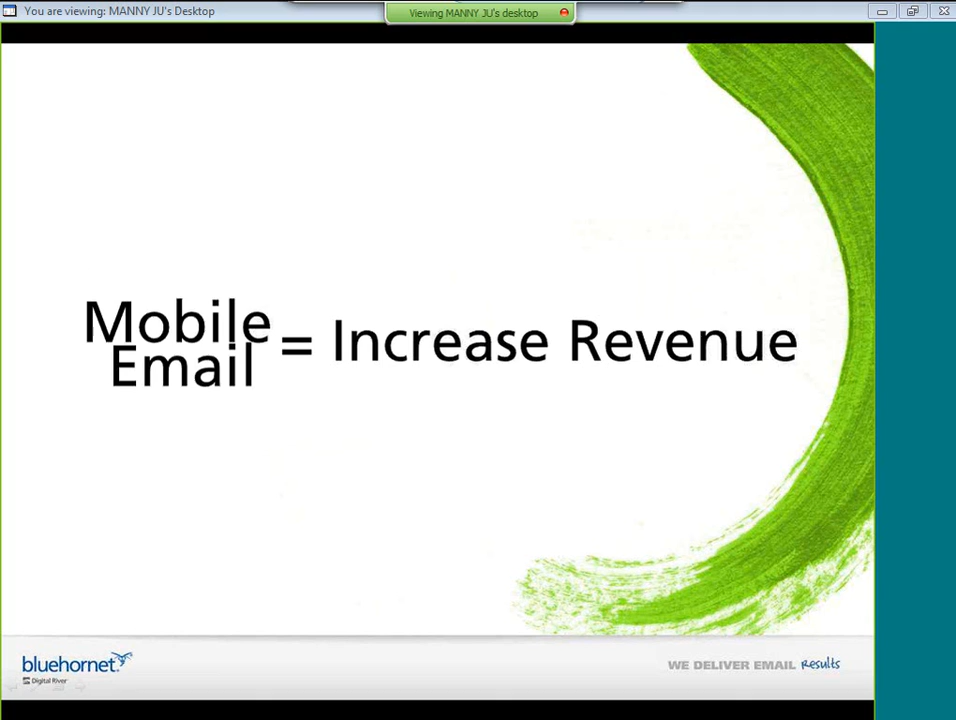 You are viewing: MANNY JU's Desktop
Viewing MANNY JU's desktop
Mobile
Email
= Increase Revenue
bluehornet
Digital River
WE DELIVER EMAIL Results